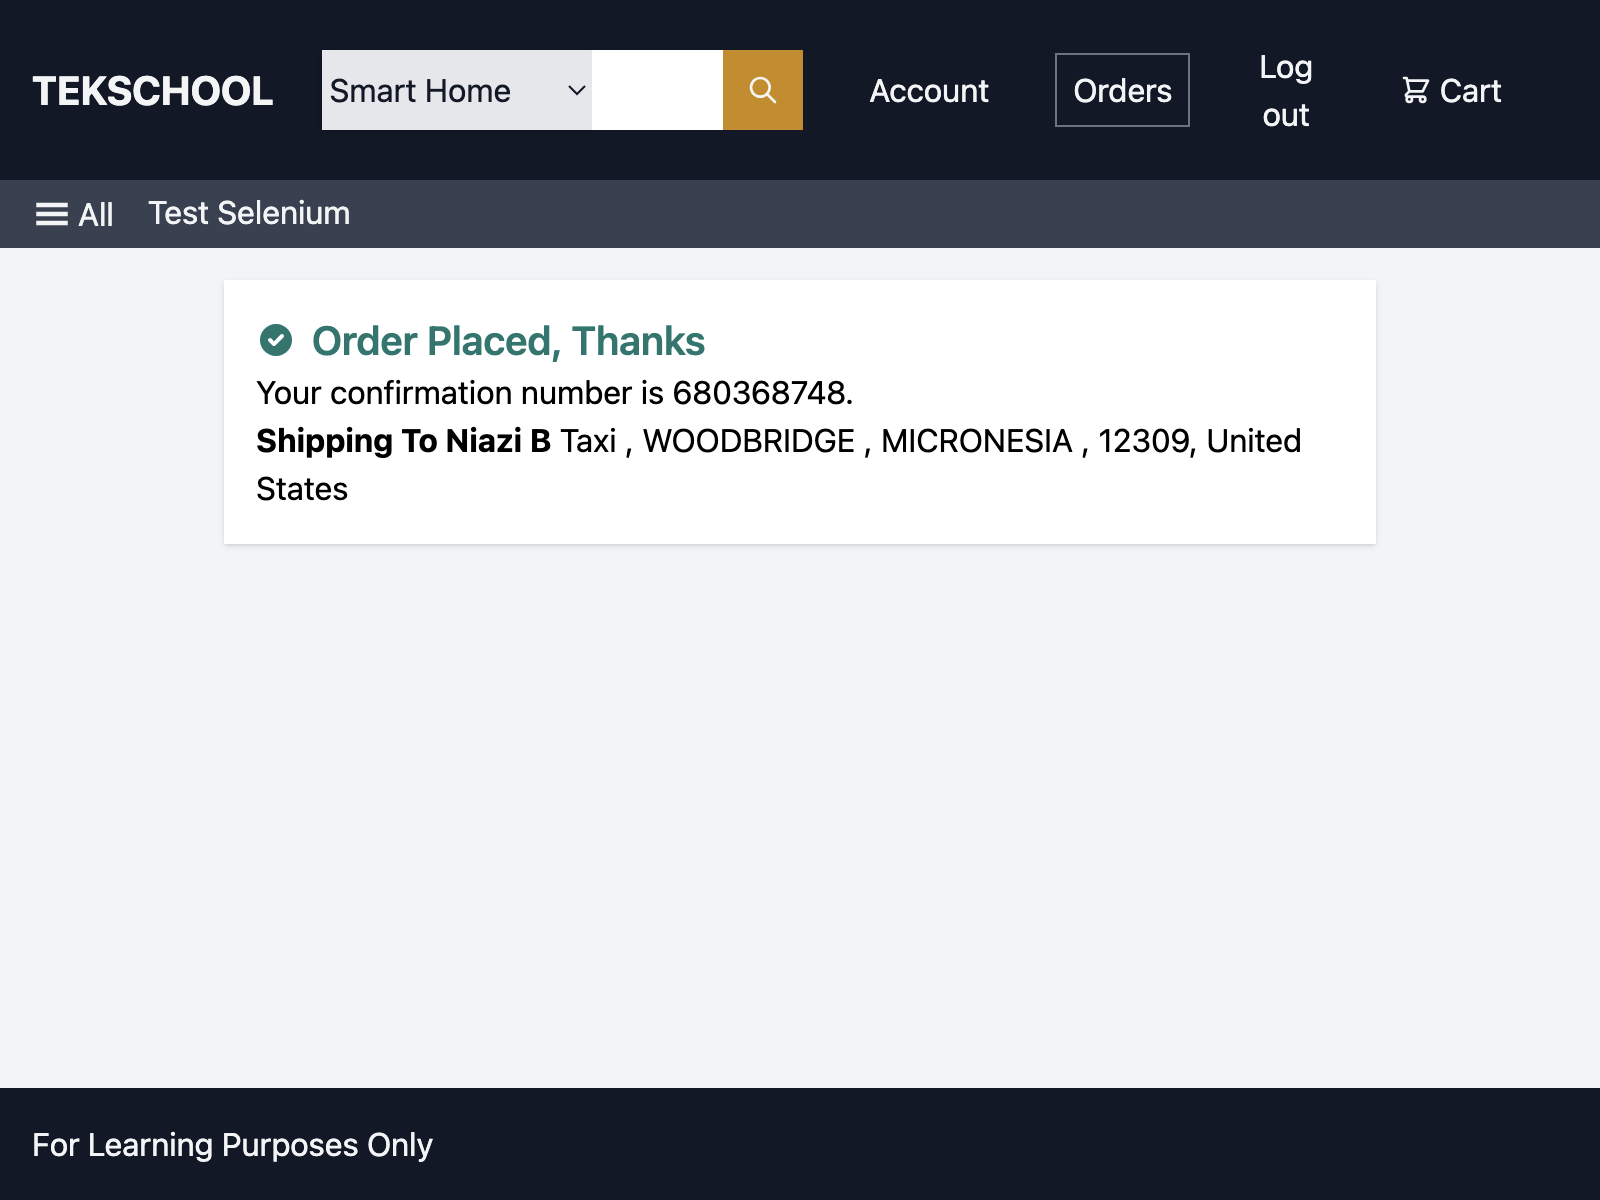 TEKSCHOOL
Smart Home
Account
Orders
Log
out
Cart
All
Test Selenium
Order Placed, Thanks
Your confirmation number is 680368748.
Shipping To Niazi B Taxi , WOODBRIDGE , MICRONESIA , 12309, United
States
For Learning Purposes Only